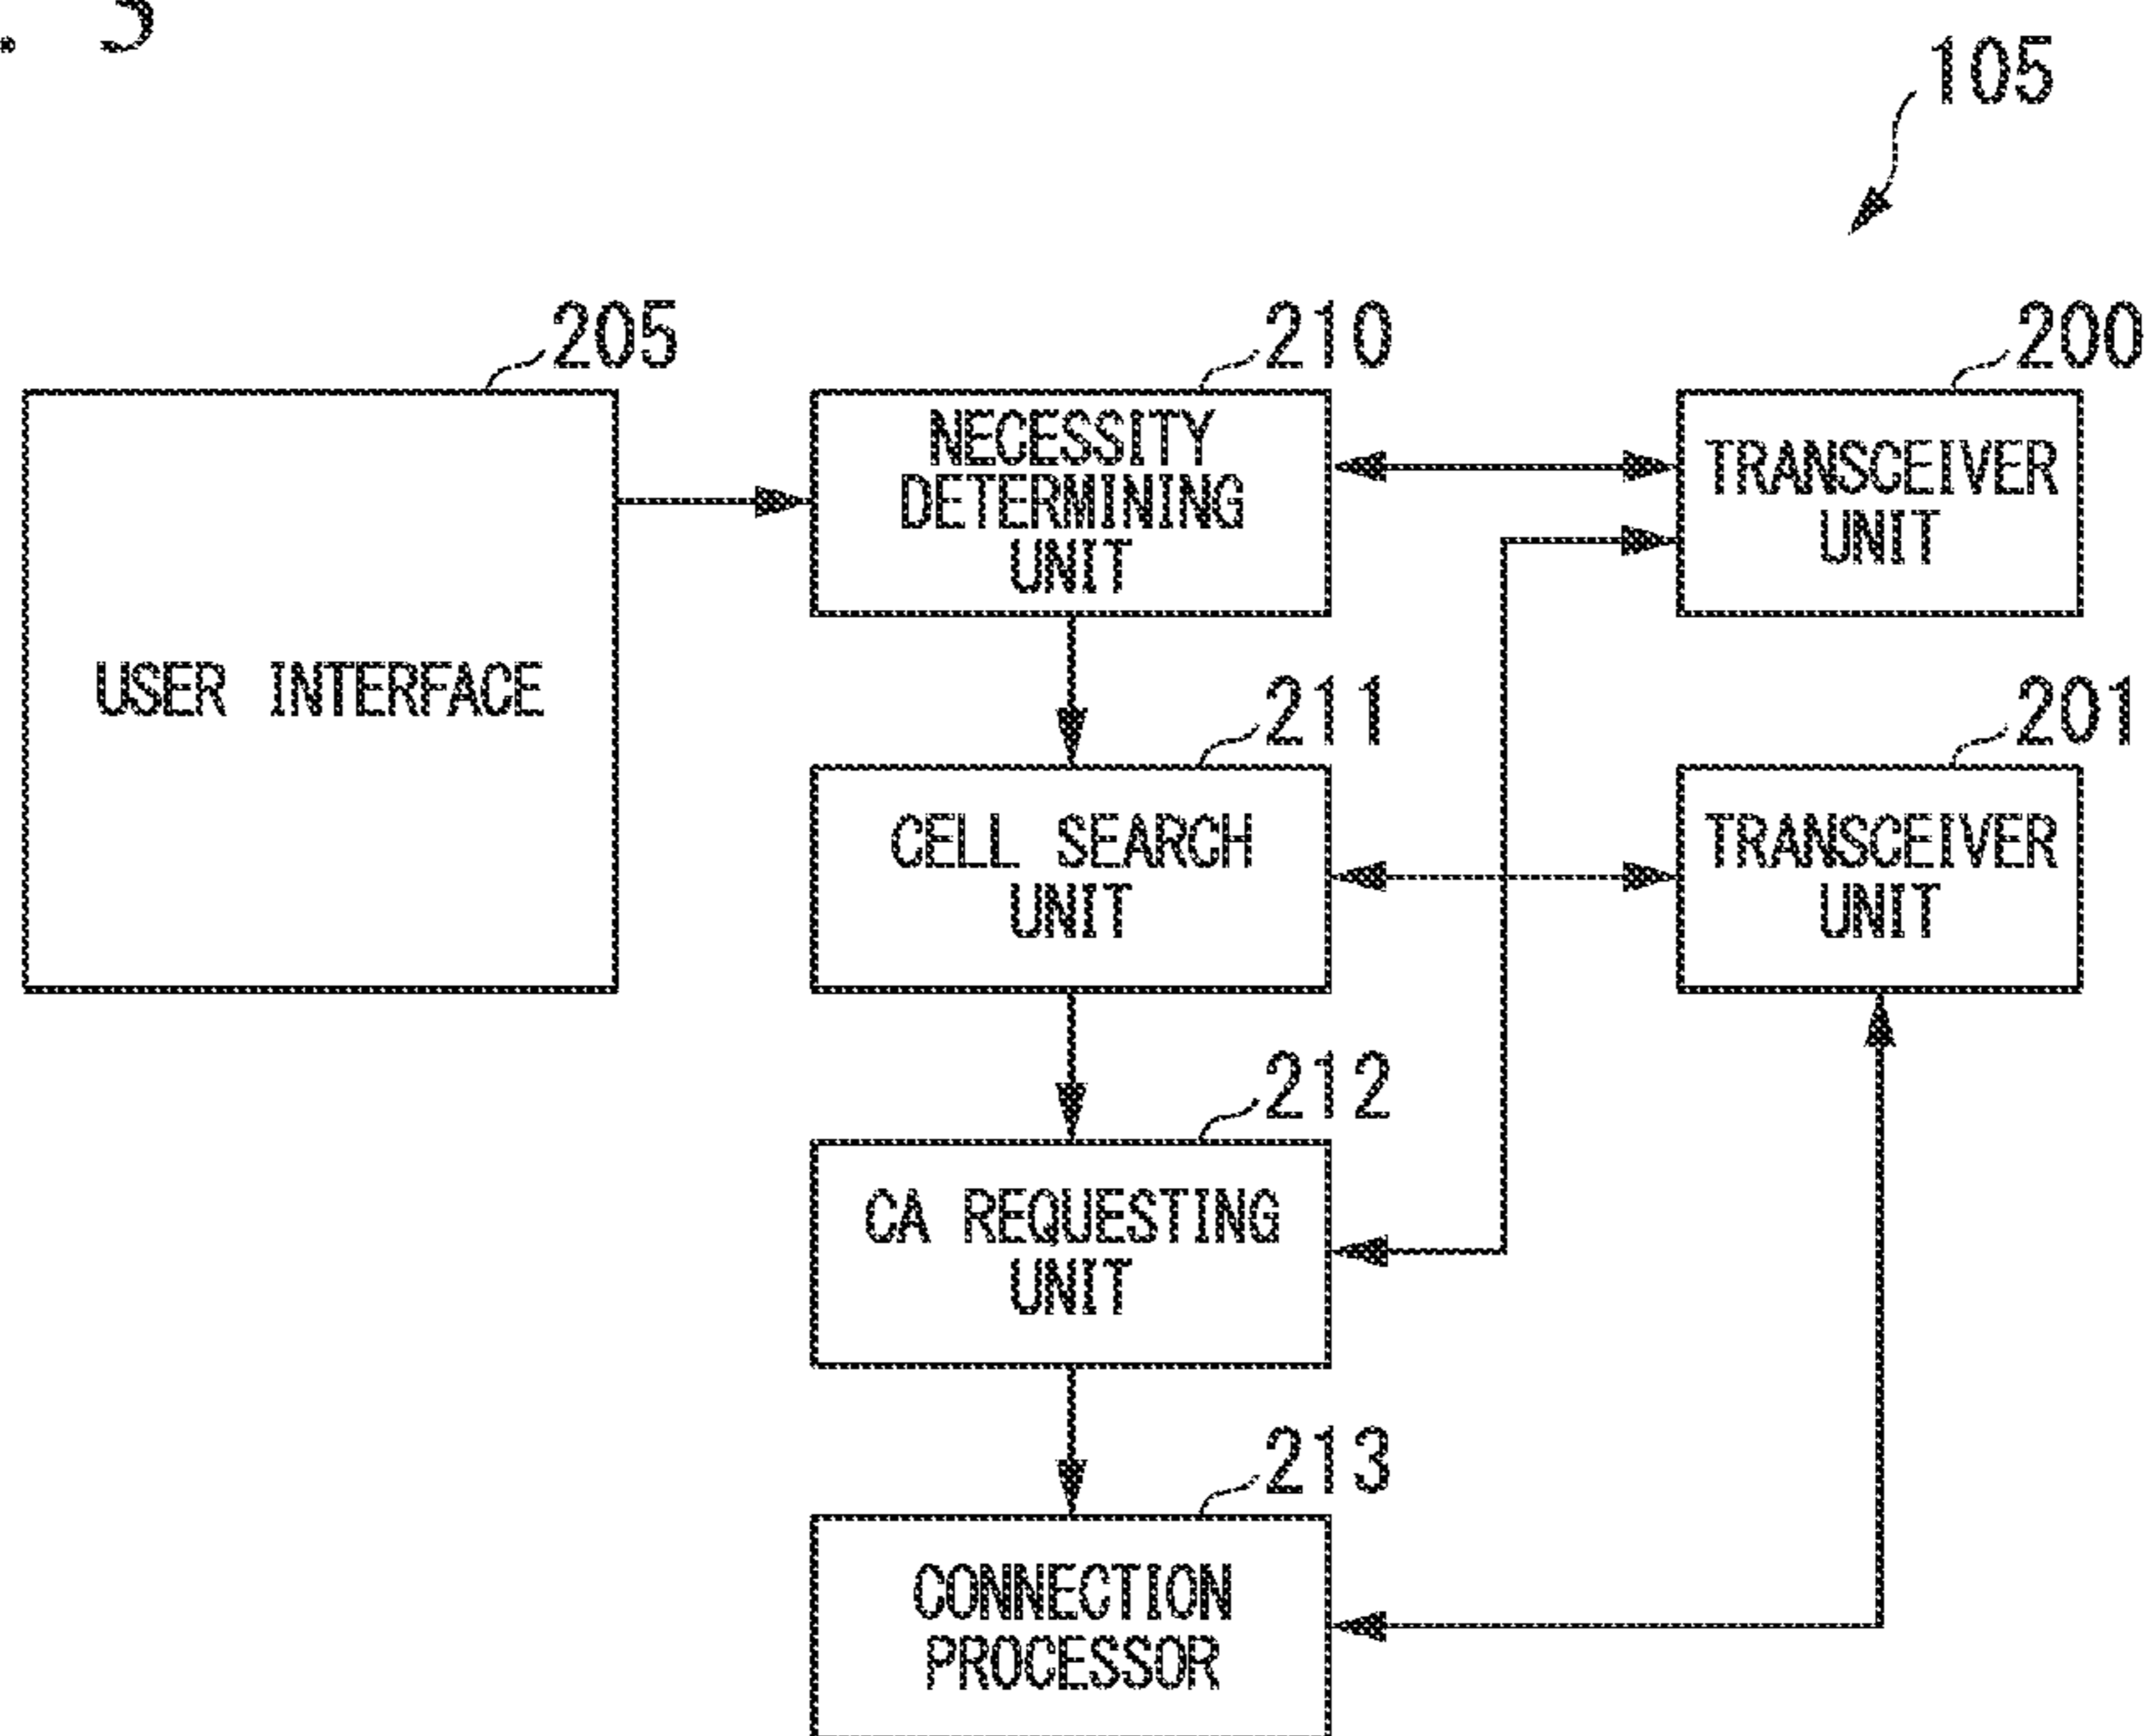 . 3
105
205
210
200
NECESSITY
DETERMINING
UNIT
TRANSCEIVER
UNIT
USER INTERFACE
211
201
CELL SEARCH
UNIT
TRANSCEIVER
UNIT
212
CA REQUESTING
UNIT
213
CONNECTION
PROCESSOR